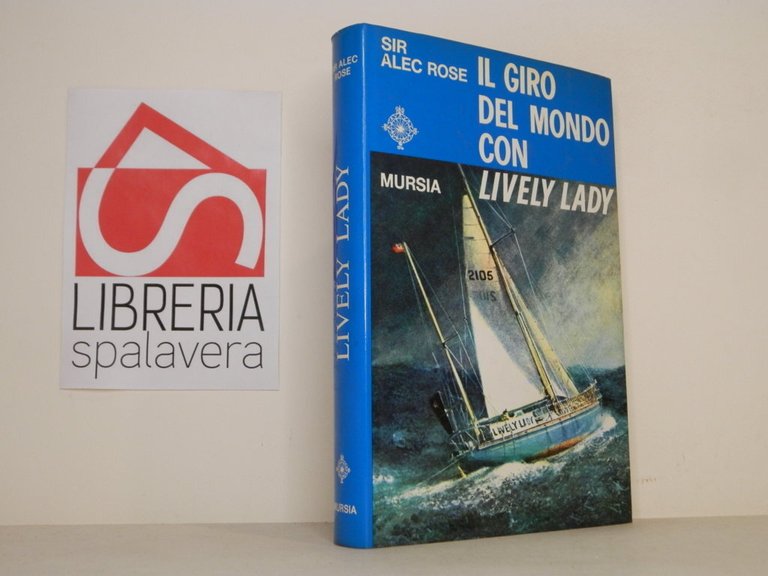 LIBRERIA
spalavera
SIR
ALEC ROSE
IL GIRO
DEL MONDO
CON
LIVELY LADY
MURSIA
2105
LIVELY LADY
ALEC
ROSE
LIVELY LADY
MURSIA